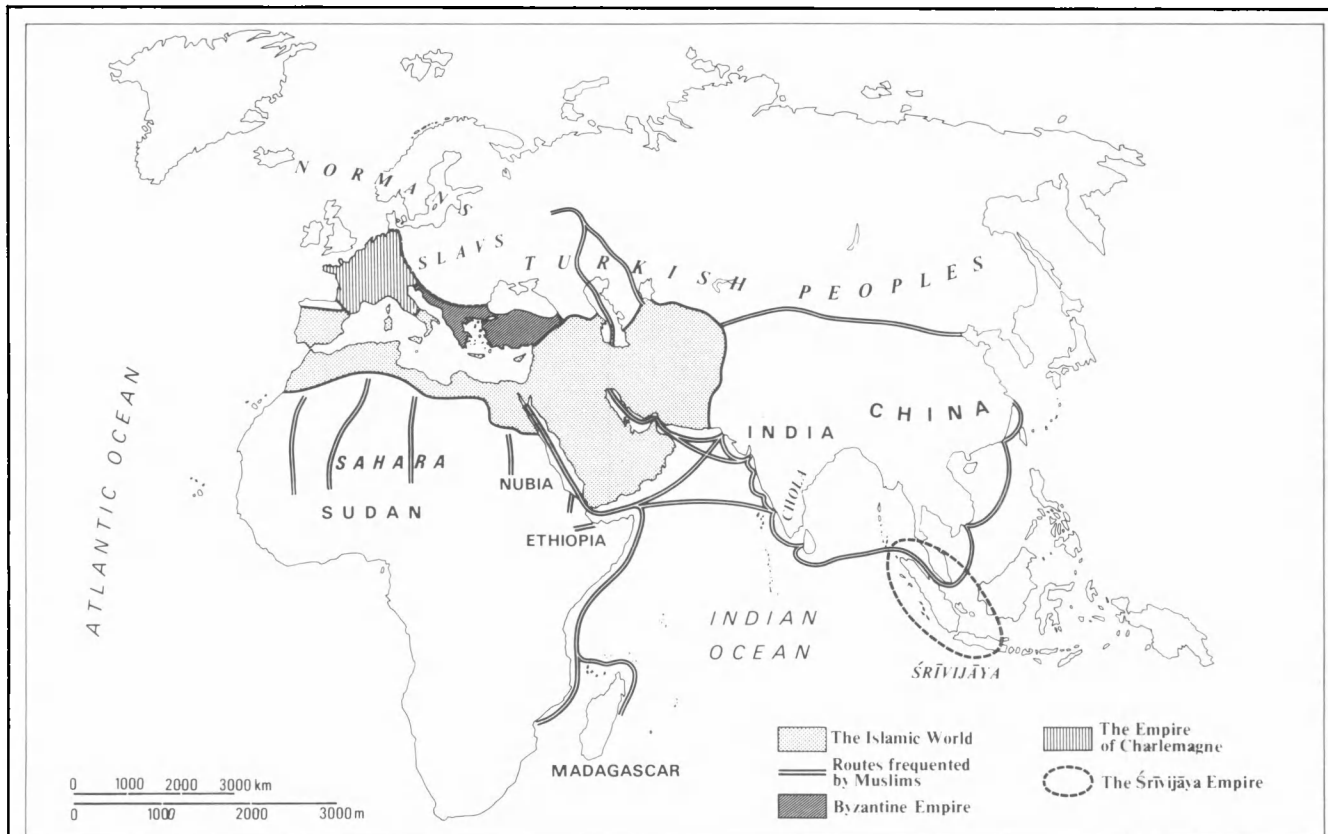 NORMANS
SLAVS
TURKISH PEOPLES
ATLANTIC OCEAN
SAHARA
SUDAN
NUBIA
ETHIOPIA
INDIA
CHOLA
CHINA
INDIAN
OCEAN
ŚRĪVIJĀYA
MADAGASCAR
The Islamic World
Routes frequented
by Muslims
Byzantine Empire
The Empire
of Charlemagne
The Śrīvijāya Empire
0 1000 2000 3000 km
0 1000 2000 3000 m